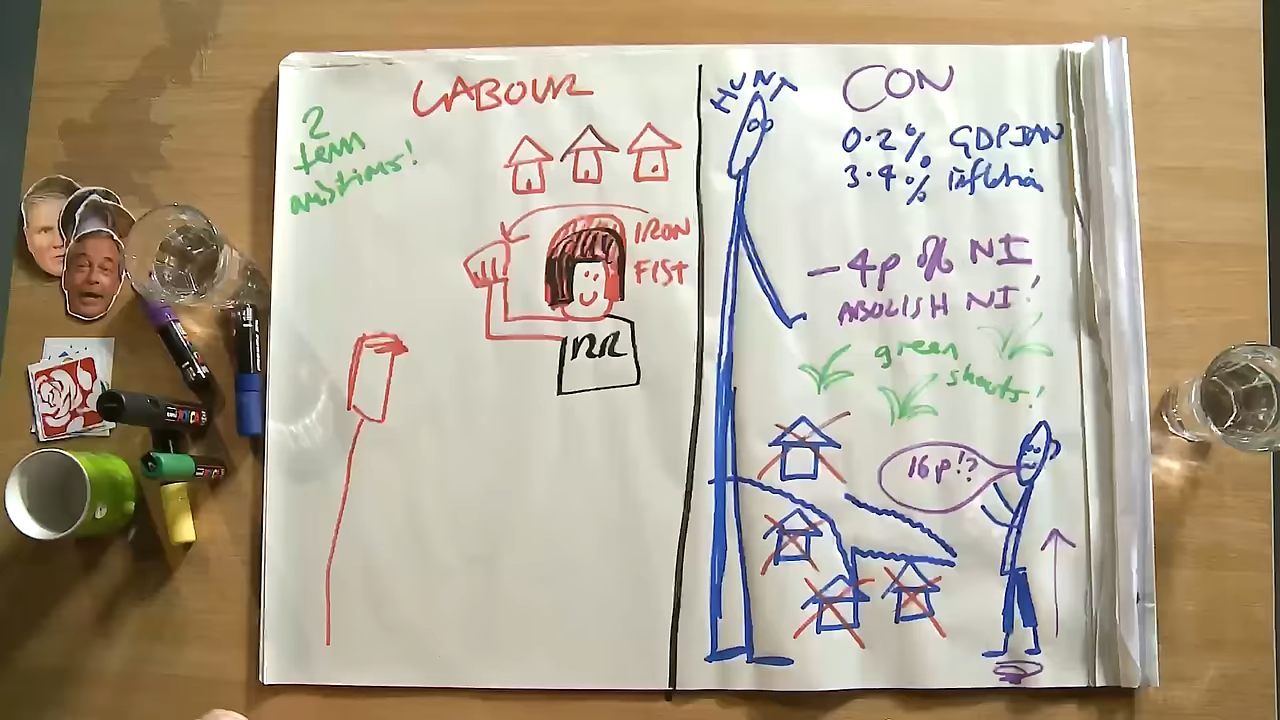 LABOUR
2
term
IRON
FIST
RR
HUNT
CON
0.2% GDP JAN
3.4% inflation
-4p % NI
ABOLISH NI!
green
shoots!
16p!?